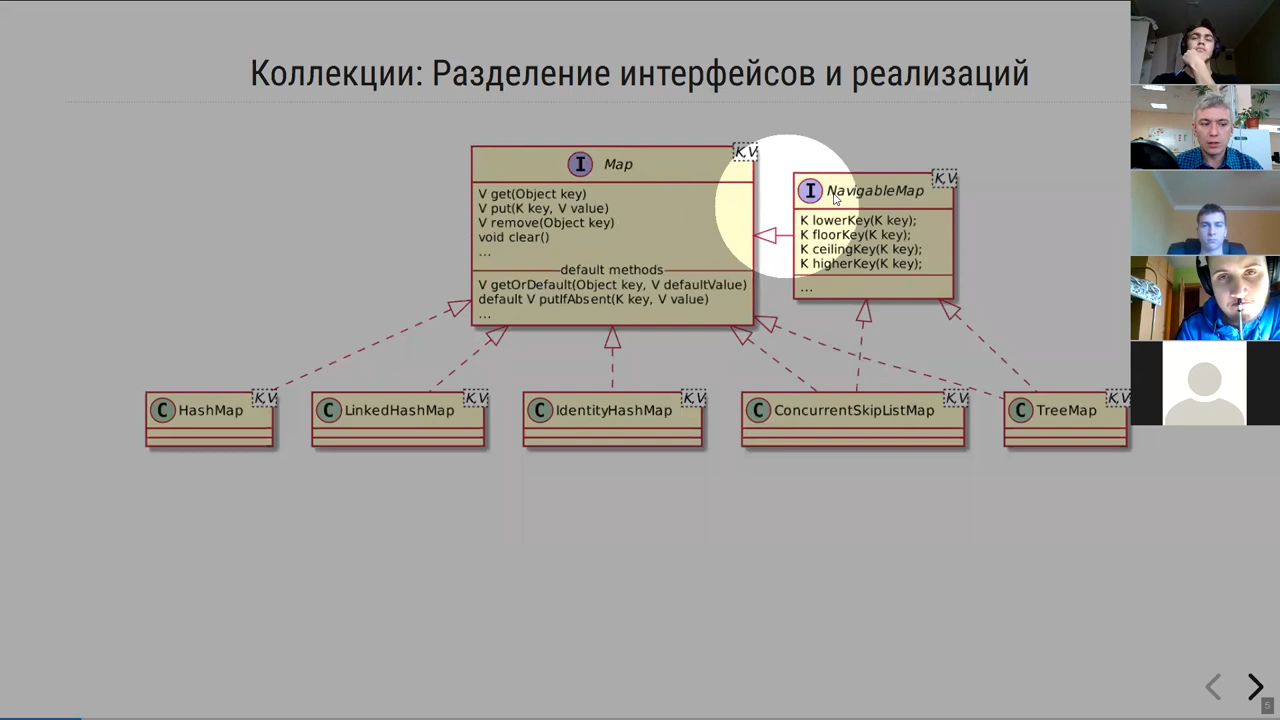 Коллекции: Разделение интерфейсов и реализаций
K,V
I Map
V get(Object key)
V put(K key, V value)
V remove(Object key)
void clear()
...
default methods
V getOrDefault(Object key, V defaultValue)
default V putIfAbsent(K key, V value)
...
K,V
I NavigableMap
K lowerKey(K key);
K floorKey(K key);
K ceilingKey(K key);
K higherKey(K key);
...
K,V
C HashMap
K,V
C LinkedHashMap
K,V
C IdentityHashMap
K,V
C ConcurrentSkipListMap
K,V
C TreeMap
5